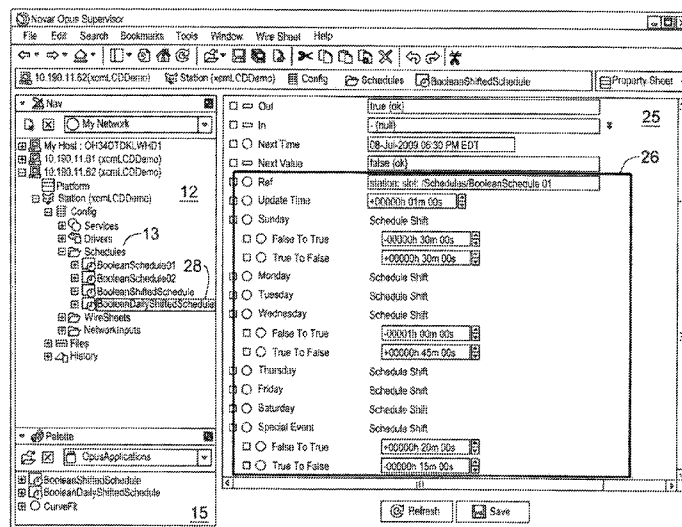 Novar Opus Supervisor
File Edit Search Bookmarks Tools Window Wire Sheet Help
10.190.11.62(xcmLCDDemo) Station (xcmLCDDemo) Config Schedules BooleanShiftedSchedule Property Sheet
Nav
My Network
My Host : OH34DTDKLWHD1
10.190.11.61 (xcmLCDDemo)
10.190.11.62 (xcmLCDDemo)
Platform
Station (xcmLCDDemo)
Config
Services
Drivers
Schedules
BooleanSchedule01
BooleanSchedule02
BooleanShiftedSchedule
BooleanDailyShiftedSchedule
WireSheets
NetworkInputs
Files
History
12
13
28
Palette
OpusApplications
BooleanShiftedSchedule
BooleanDailyShiftedSchedule
CurveFit
15
Out true {ok}
In - {null}
25
Next Time 08-Jul-2009 06:30 PM EDT
Next Value false {ok}
26
Ref station: slot: /Schedules/BooleanSchedule 01
Update Time +00000h 01m 00s
Sunday Schedule Shift
False To True -00000h 30m 00s
True To False +00000h 30m 00s
Monday Schedule Shift
Tuesday Schedule Shift
Wednesday Schedule Shift
False To True -00001h 00m 00s
True To False +00000h 45m 00s
Thursday Schedule Shift
Friday Schedule Shift
Saturday Schedule Shift
Special Event Schedule Shift
False To True +00000h 20m 00s
True To False -00000h 15m 00s
Refresh Save